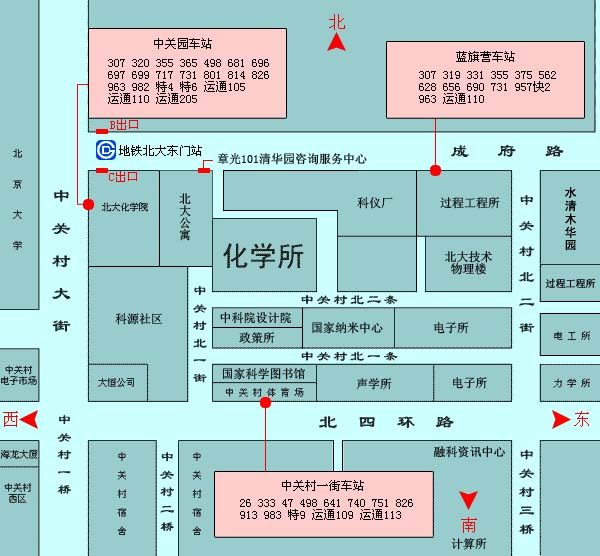 中关园车站
307 320 355 365 498 681 696
697 699 717 731 801 814 826
963 982 特4 特6 运通105
运通110 运通205
北
蓝旗营车站
307 319 331 355 375 562
628 656 690 731 957快2
963 运通110
B出口
地铁北大东门站
C出口
章光101清华园咨询服务中心
成府路
北京大学
中关村大街
北大化学院
北大公寓
科仪厂
过程工程所
中关村北二街
水清木华园
化学所
北大技术
物理楼
过程工程所
中关村北二条
科源社区
中关村北一街
中科院设计院
政策所
国家纳米中心
电子所
电工所
中关村北一条
中关村
电子市场
大恒公司
国家科学图书馆
中关村体育场
声学所
电子所
力学所
西
北四环路
东
中关村一桥
海龙大厦
中关村
西区
中关村宿舍
中关村二桥
中关村宿舍
中关村一街车站
26 333 47 498 641 740 751 826
913 983 特9 运通109 运通113
融科资讯中心
中关村三桥
南
计算所